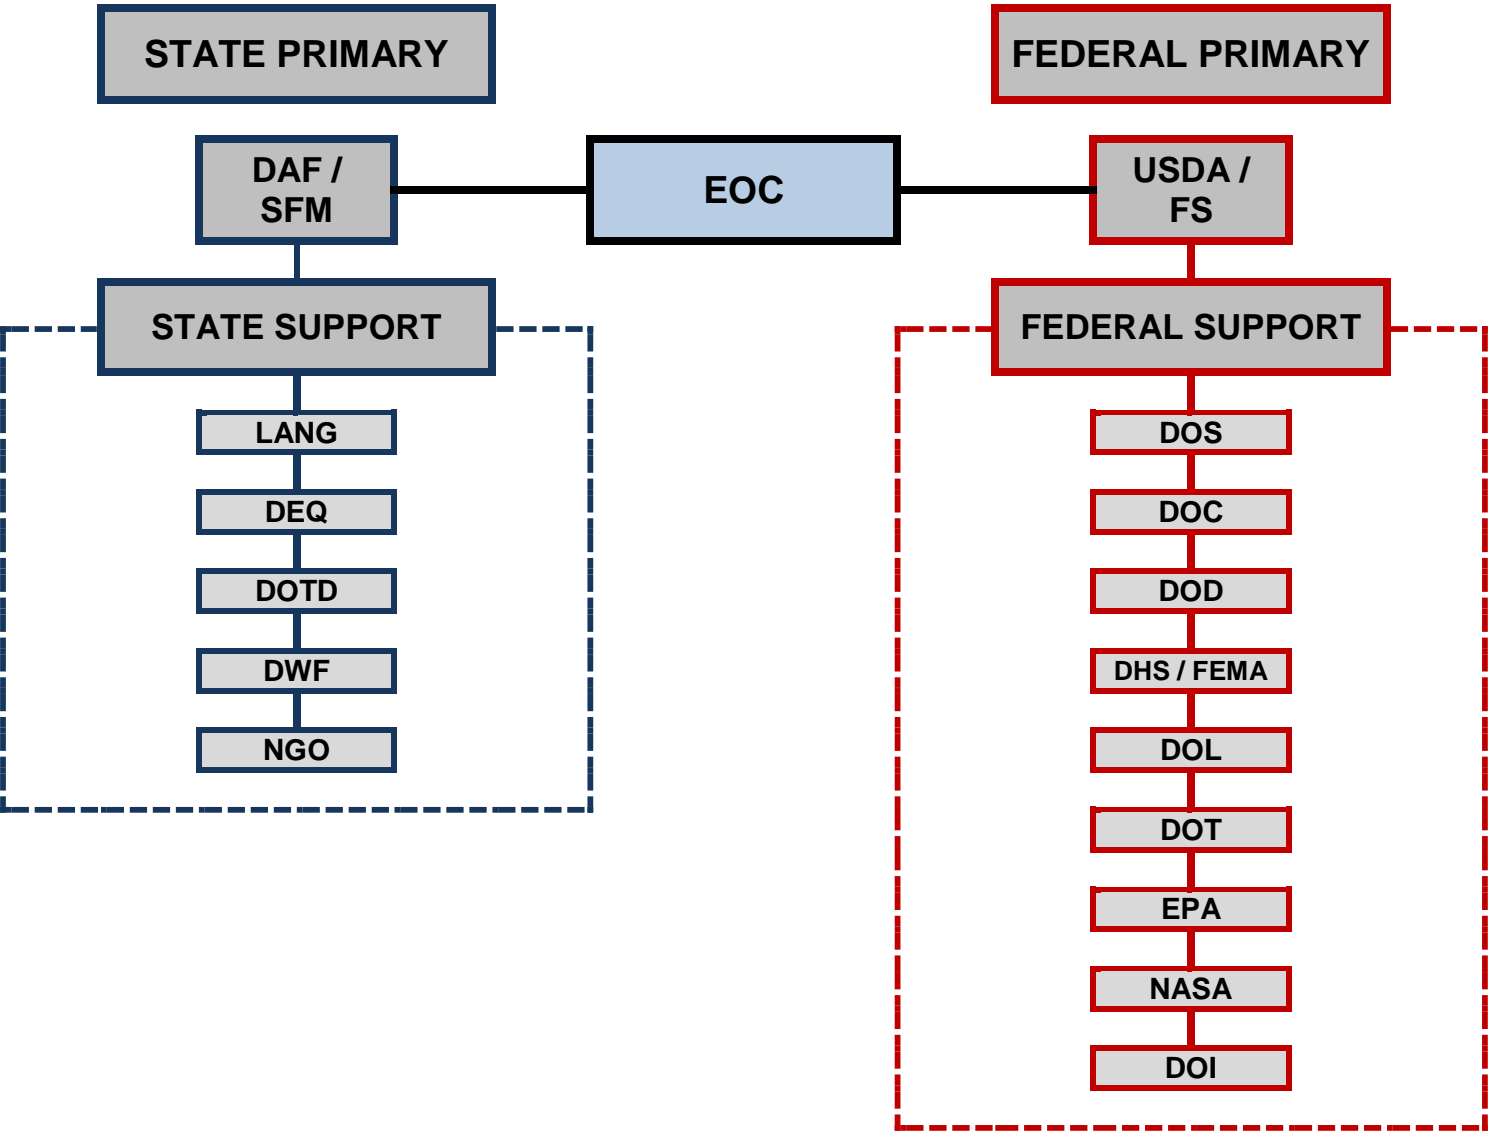 STATE PRIMARY
FEDERAL PRIMARY
DAF /
SFM
EOC
USDA /
FS
STATE SUPPORT
LANG
DEQ
DOTD
DWF
NGO
FEDERAL SUPPORT
DOS
DOC
DOD
DHS / FEMA
DOL
DOT
EPA
NASA
DOI